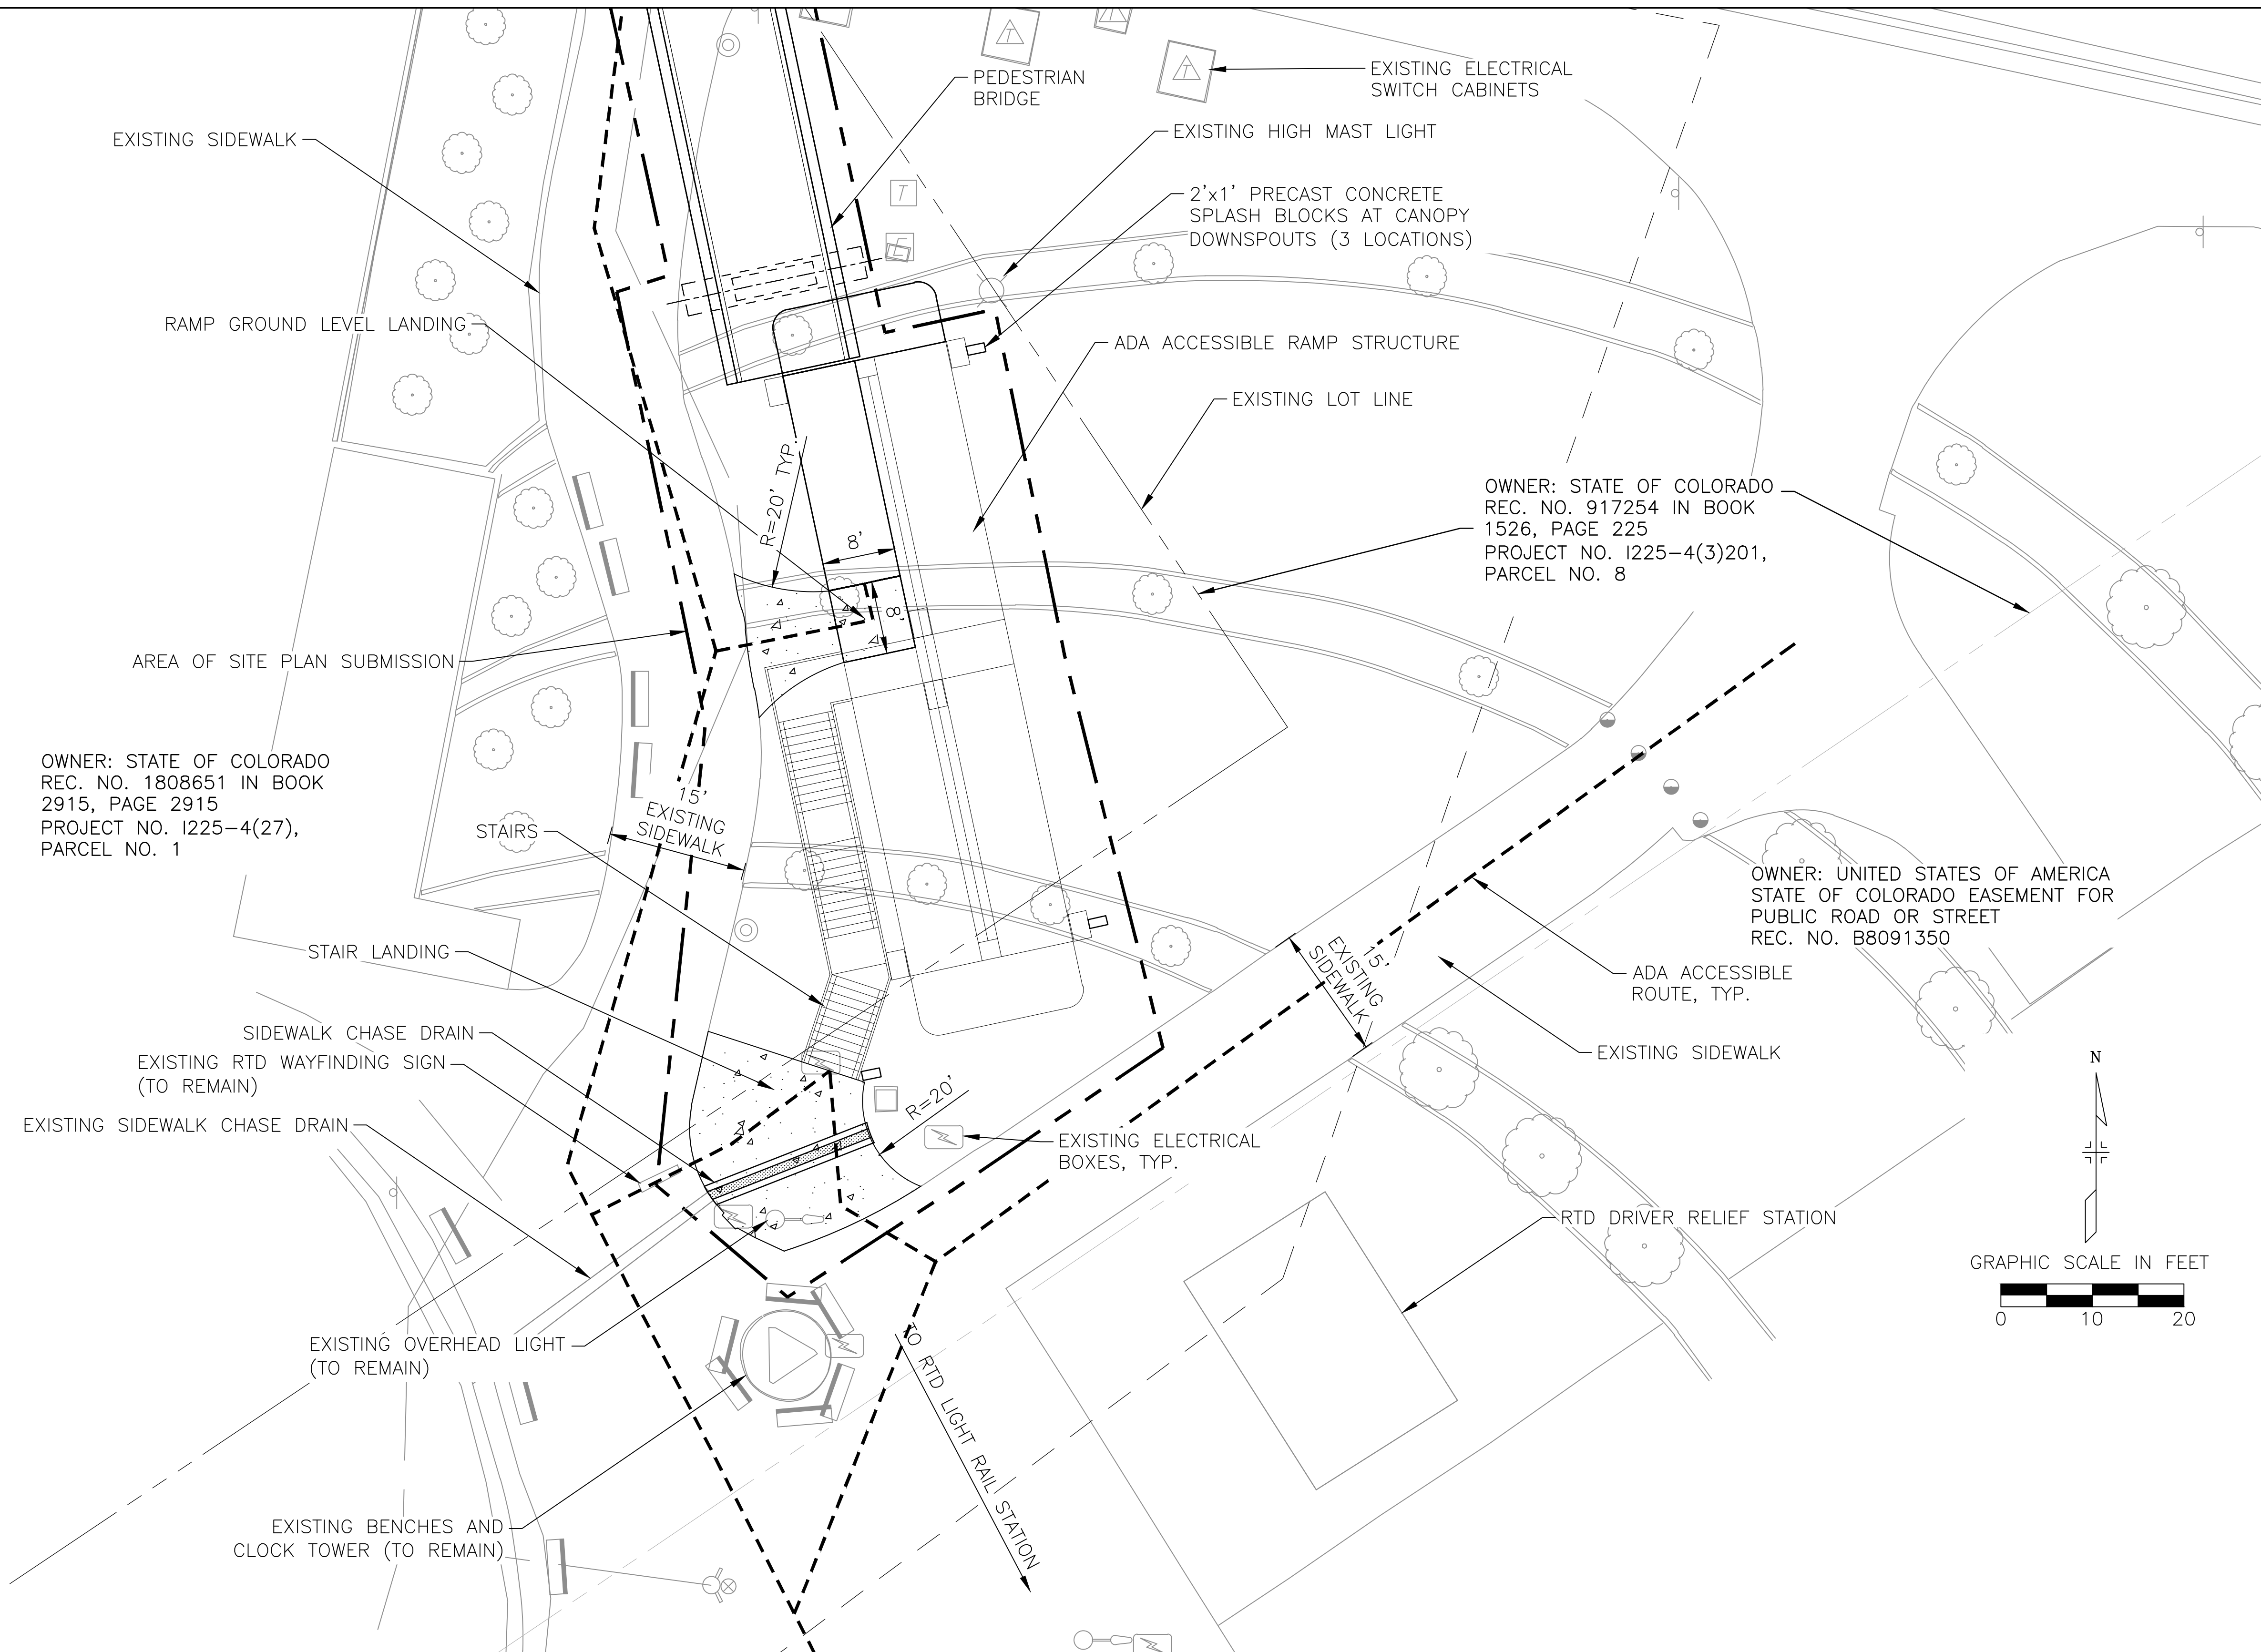 PEDESTRIAN
BRIDGE
EXISTING ELECTRICAL
SWITCH CABINETS
EXISTING SIDEWALK
EXISTING HIGH MAST LIGHT
2'x1' PRECAST CONCRETE
SPLASH BLOCKS AT CANOPY
DOWNSPOUTS (3 LOCATIONS)
T
T
T
E
RAMP GROUND LEVEL LANDING
ADA ACCESSIBLE RAMP STRUCTURE
EXISTING LOT LINE
R=20' TYP.
8'
8'
OWNER: STATE OF COLORADO
REC. NO. 917254 IN BOOK
1526, PAGE 225
PROJECT NO. I225-4(3)201,
PARCEL NO. 8
AREA OF SITE PLAN SUBMISSION
OWNER: STATE OF COLORADO
REC. NO. 1808651 IN BOOK
2915, PAGE 2915
PROJECT NO. I225-4(27),
PARCEL NO. 1
15'
EXISTING
SIDEWALK
STAIRS
OWNER: UNITED STATES OF AMERICA
STATE OF COLORADO EASEMENT FOR
PUBLIC ROAD OR STREET
REC. NO. B8091350
STAIR LANDING
15'
EXISTING
SIDEWALK
ADA ACCESSIBLE
ROUTE, TYP.
SIDEWALK CHASE DRAIN
EXISTING RTD WAYFINDING SIGN
(TO REMAIN)
EXISTING SIDEWALK
EXISTING SIDEWALK CHASE DRAIN
R=20'
EXISTING ELECTRICAL
BOXES, TYP.
N
RTD DRIVER RELIEF STATION
GRAPHIC SCALE IN FEET
0 10 20
EXISTING OVERHEAD LIGHT
(TO REMAIN)
TO RTD LIGHT RAIL STATION
EXISTING BENCHES AND
CLOCK TOWER (TO REMAIN)